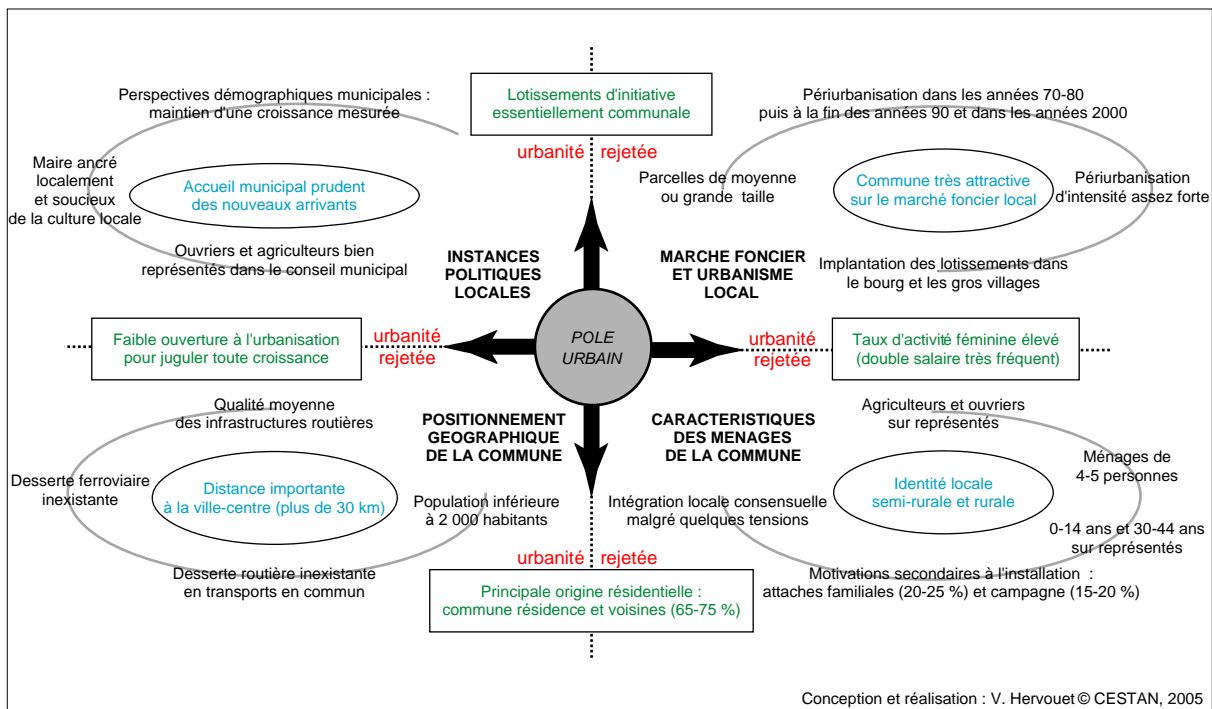 Perspectives démographiques municipales :
maintien d'une croissance mesurée
Maire ancré
localement
et soucieux
de la culture locale
Accueil municipal prudent
des nouveaux arrivants
Ouvriers et agriculteurs bien
représentés dans le conseil municipal
INSTANCES
POLITIQUES
LOCALES
Lotissements d'initiative
essentiellement communale
urbanité rejetée
Périurbanisation dans les années 70-80
puis à la fin des années 90 et dans les années 2000
Parcelles de moyenne
ou grande taille
Commune très attractive
sur le marché foncier local
Périurbanisation
d'intensité assez forte
MARCHE FONCIER
ET URBANISME
LOCAL
Implantation des lotissements dans
le bourg et les gros villages
Faible ouverture à l'urbanisation
pour juguler toute croissance
urbanité
rejetée
POLE
URBAIN
urbanité
rejetée
Taux d'activité féminine élevé
(double salaire très fréquent)
Qualité moyenne
des infrastructures routières
POSITIONNEMENT
GEOGRAPHIQUE
DE LA COMMUNE
Desserte ferroviaire
inexistante
Distance importante
à la ville-centre (plus de 30 km)
Population inférieure
à 2 000 habitants
Desserte routière inexistante
en transports en commun
CARACTERISTIQUES
DES MENAGES
DE LA COMMUNE
Agriculteurs et ouvriers
sur représentés
Ménages de
4-5 personnes
Intégration locale consensuelle
malgré quelques tensions
Identité locale
semi-rurale et rurale
0-14 ans et 30-44 ans
sur représentés
Motivations secondaires à l'installation :
attaches familiales (20-25 %) et campagne (15-20 %)
urbanité rejetée
Principale origine résidentielle :
commune résidence et voisines (65-75 %)
Conception et réalisation : V. Hervouet © CESTAN, 2005